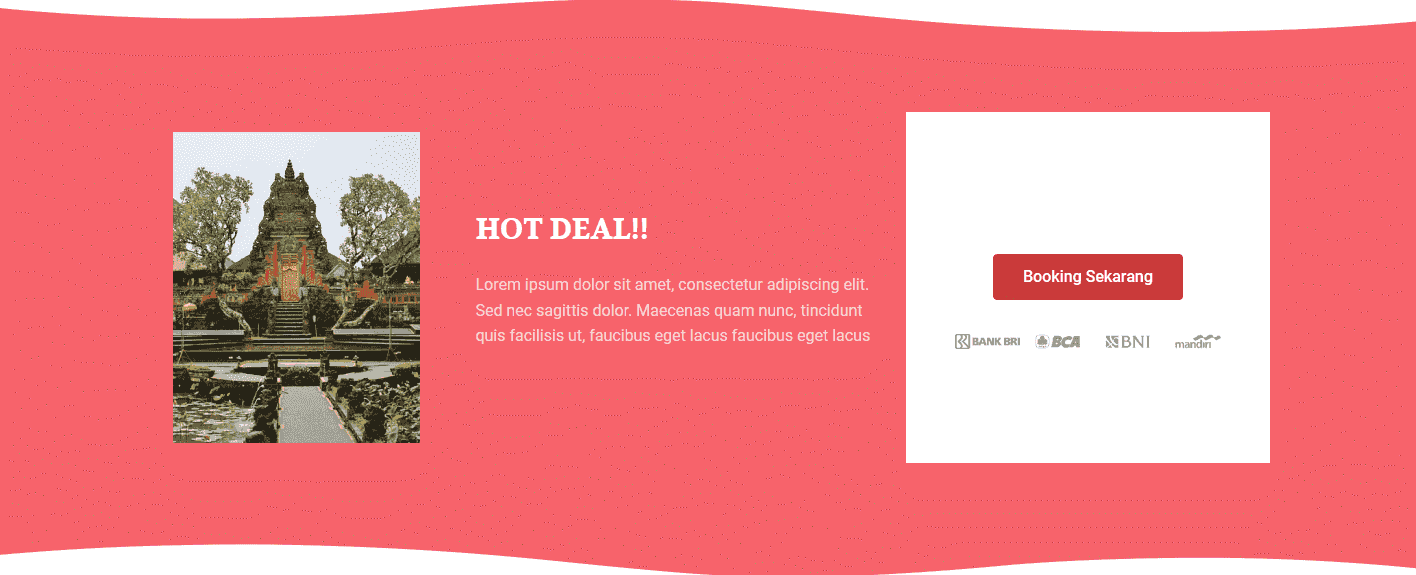 HOT DEAL!!
Lorem ipsum dolor sit amet, consectetur adipiscing elit.
Sed nec sagittis dolor. Maecenas quam nunc, tincidunt
quis facilisis ut, faucibus eget lacus faucibus eget lacus
Booking Sekarang
BANK BRI BCA BNI mandiri